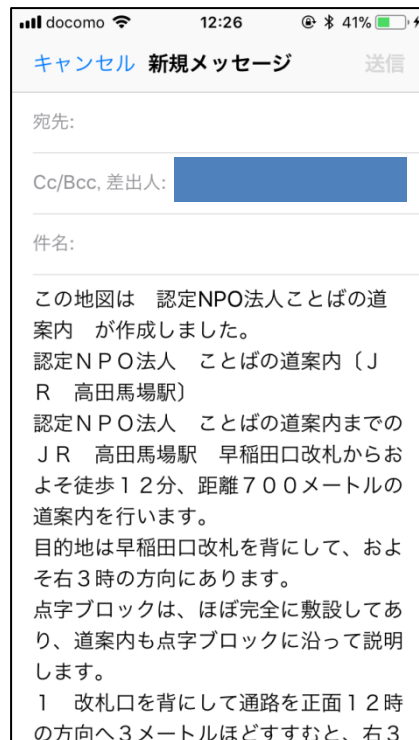 docomo 12:26 41%
キャンセル 新規メッセージ 送信
宛先:
Cc/Bcc, 差出人:
件名:
この地図は　認定NPO法人ことばの道
案内　が作成しました。
認定ＮＰＯ法人　ことばの道案内〔Ｊ
Ｒ　高田馬場駅〕
認定ＮＰＯ法人　ことばの道案内までの
ＪＲ　高田馬場駅　早稲田口改札からお
よそ徒歩１２分、距離７００メートルの
道案内を行います。
目的地は早稲田口改札を背にして、およ
そ右３時の方向にあります。
点字ブロックは、ほぼ完全に敷設してあ
り、道案内も点字ブロックに沿って説明
します。
１　改札口を背にして通路を正面１２時
の方向へ３メートルほどすすむと、右３